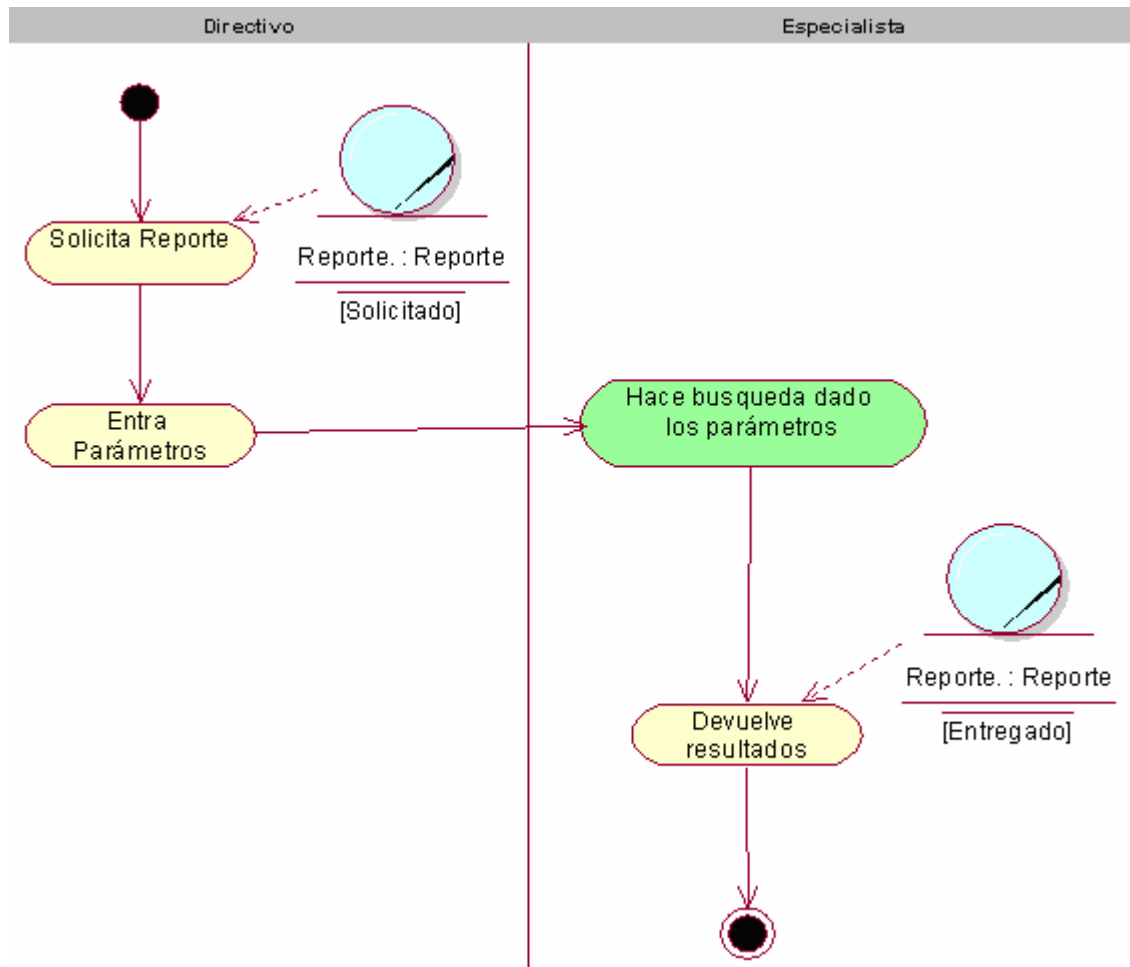 Directivo
Especialista
Solicita Reporte
Reporte. : Reporte
[Solicitado]
Entra
Parámetros
Hace busqueda dado
los parámetros
Reporte. : Reporte
[Entregado]
Devuelve
resultados